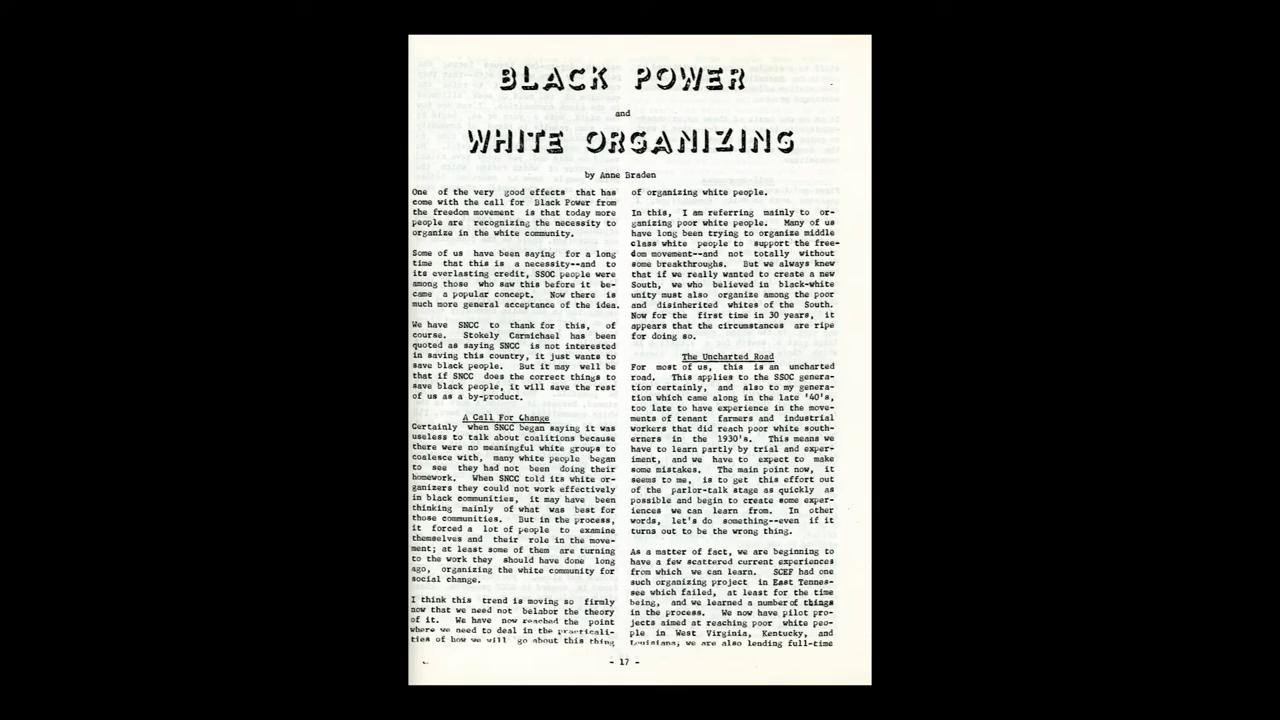 BLACK POWER
and
WHITE ORGANIZING
by Anne Braden
One of the very good effects that has
come with the call for Black Power from
the freedom movement is that today more
people are recognizing the necessity to
organize in the white community.
Some of us have been saying for a long
time that this is a necessity--and to
its everlasting credit, SSOC people were
among those who saw this before it be-
came a popular concept. Now there is
much more general acceptance of the idea.
We have SNCC to thank for this, of
course. Stokely Carmichael has been
quoted as saying SNCC is not interested
in saving this country, it just wants to
save black people. But it may well be
that if SNCC does the correct things to
save black people, it will save the rest
of us as a by-product.
A Call For Change
Certainly when SNCC began saying it was
useless to talk about coalitions because
there were no meaningful white groups to
coalesce with, many white people began
to see they had not been doing their
homework. When SNCC told its white or-
ganizers they could not work effectively
in black communities, it may have been
thinking mainly of what was best for
those communities. But in the process,
it forced a lot of people to examine
themselves and their role in the move-
ment; at least some of them are turning
to the work they should have done long
ago, organizing the white community for
social change.
I think this trend is moving so firmly
now that we need not belabor the theory
of it. We have now reached the point
where we need to deal in the practicali-
ties of how we will go about this thing
of organizing white people.
In this, I am referring mainly to or-
ganizing poor white people. Many of us
have long been trying to organize middle
class white people to support the free-
dom movement--and not totally without
some breakthroughs. But we always knew
that if we really wanted to create a new
South, we who believed in black-white
unity must also organize among the poor
and disinherited whites of the South.
Now for the first time in 30 years, it
appears that the circumstances are ripe
for doing so.
The Uncharted Road
For most of us, this is an uncharted
road. This applies to the SSOC genera-
tion certainly, and also to my genera-
tion which came along in the late '40's,
too late to have experience in the move-
ments of tenant farmers and industrial
workers that did reach poor white south-
erners in the 1930's. This means we
have to learn partly by trial and exper-
iment, and we have to expect to make
some mistakes. The main point now, it
seems to me, is to get this effort out
of the parlor-talk stage as quickly as
possible and begin to create some exper-
iences we can learn from. In other
words, let's do something--even if it
turns out to be the wrong thing.
As a matter of fact, we are beginning to
have a few scattered current experiences
from which we can learn. SCEF had one
such organizing project in East Tennes-
see which failed, at least for the time
being, and we learned a number of things
in the process. We now have pilot pro-
jects aimed at reaching poor white peo-
ple in West Virginia, Kentucky, and
Louisiana, we are also lending full-time
- 17 -